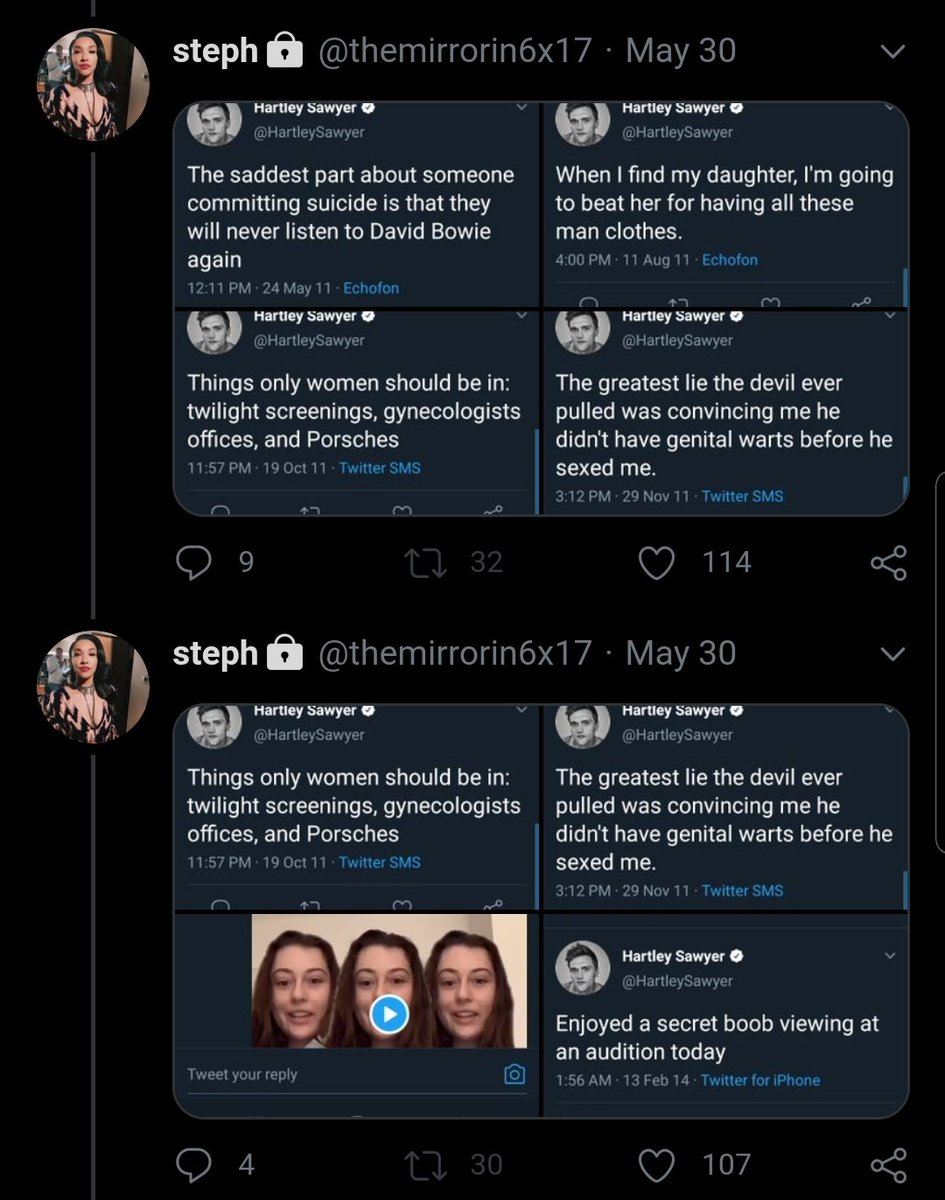 steph @themirrorin6x17 · May 30
Hartley Sawyer
@HartleySawyer
The saddest part about someone
committing suicide is that they
will never listen to David Bowie
again
12:11 PM · 24 May 11 · Echofon
Hartley Sawyer
@HartleySawyer
When I find my daughter, I'm going
to beat her for having all these
man clothes.
4:00 PM · 11 Aug 11 · Echofon
Hartley Sawyer
@HartleySawyer
Things only women should be in:
twilight screenings, gynecologists
offices, and Porsches
11:57 PM · 19 Oct 11 · Twitter SMS
Hartley Sawyer
@HartleySawyer
The greatest lie the devil ever
pulled was convincing me he
didn't have genital warts before he
sexed me.
3:12 PM · 29 Nov 11 · Twitter SMS
9 32 114
steph @themirrorin6x17 · May 30
Hartley Sawyer
@HartleySawyer
Things only women should be in:
twilight screenings, gynecologists
offices, and Porsches
11:57 PM · 19 Oct 11 · Twitter SMS
Hartley Sawyer
@HartleySawyer
The greatest lie the devil ever
pulled was convincing me he
didn't have genital warts before he
sexed me.
3:12 PM · 29 Nov 11 · Twitter SMS
Tweet your reply
Hartley Sawyer
@HartleySawyer
Enjoyed a secret boob viewing at
an audition today
1:56 AM · 13 Feb 14 · Twitter for iPhone
4 30 107